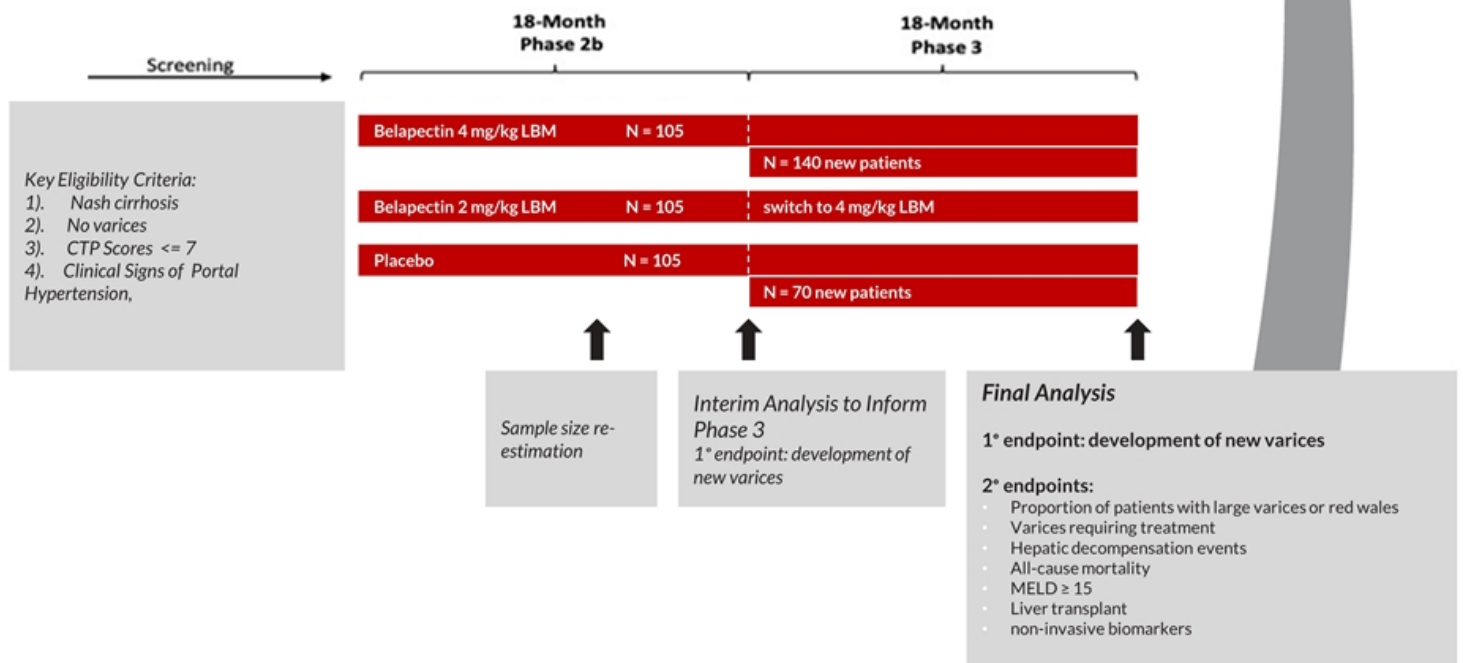 18-Month
Phase 2b
18-Month
Phase 3
Screening
Key Eligibility Criteria:
1). Nash cirrhosis
2). No varices
3). CTP Scores <= 7
4). Clinical Signs of Portal
Hypertension,
Belapectin 4 mg/kg LBM N = 105
N = 140 new patients
Belapectin 2 mg/kg LBM N = 105 switch to 4 mg/kg LBM
Placebo N = 105
N = 70 new patients
Sample size re-
estimation
Interim Analysis to Inform
Phase 3
1° endpoint: development of
new varices
Final Analysis
1° endpoint: development of new varices
2° endpoints:
• Proportion of patients with large varices or red wales
• Varices requiring treatment
• Hepatic decompensation events
• All-cause mortality
• MELD ≥ 15
• Liver transplant
• non-invasive biomarkers